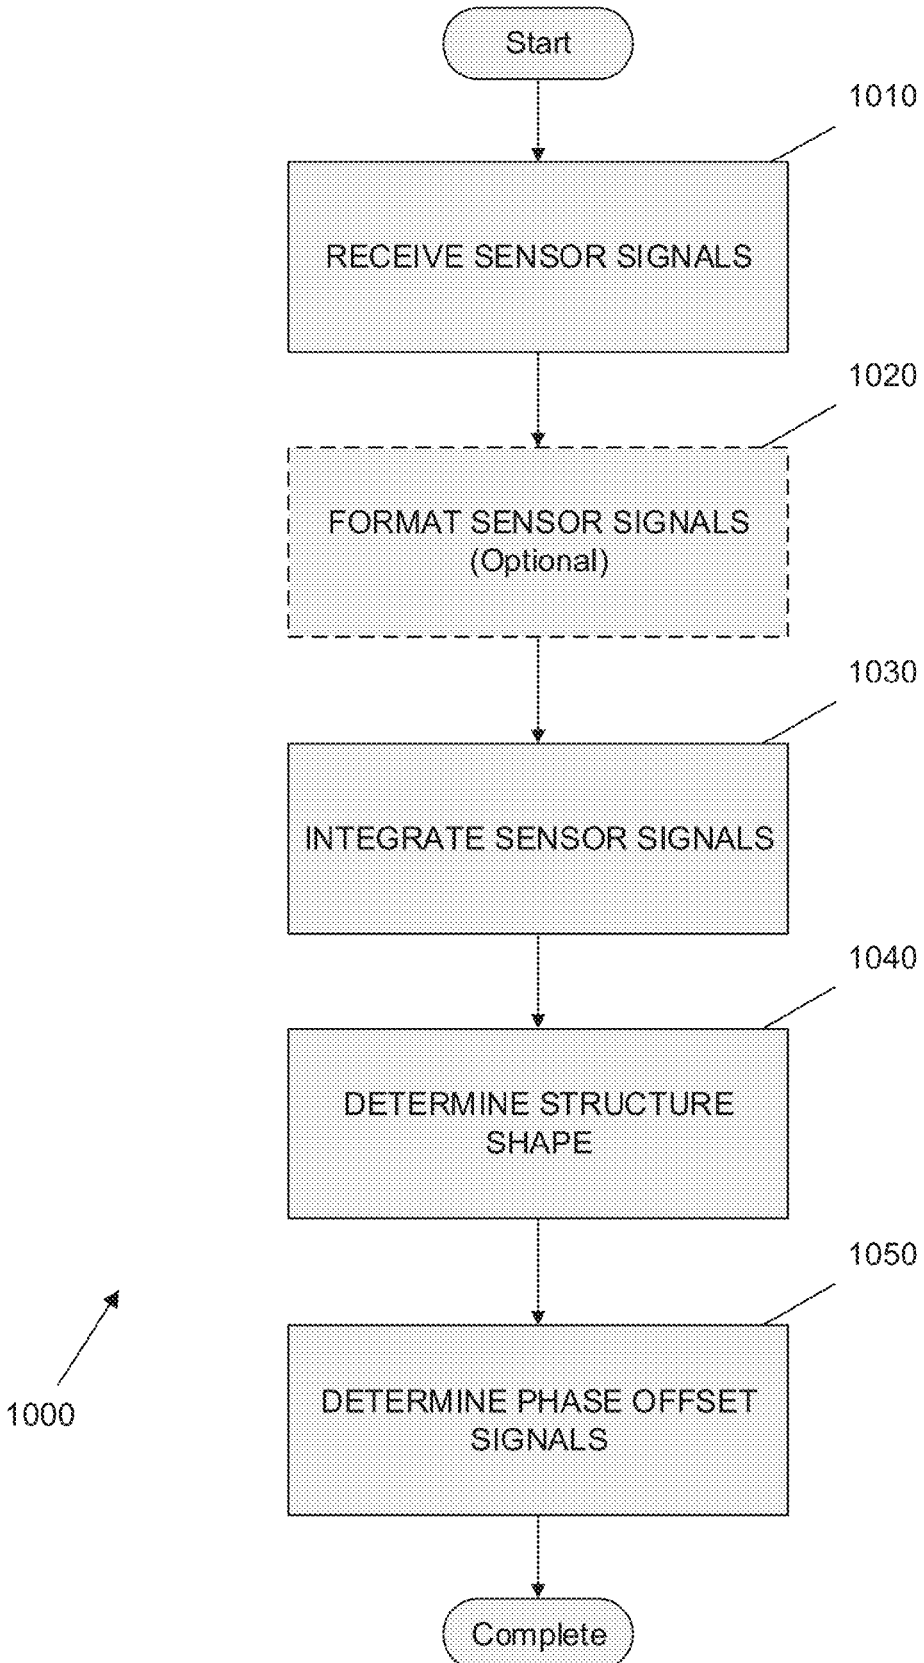 Start
1010
RECEIVE SENSOR SIGNALS
1020
FORMAT SENSOR SIGNALS
(Optional)
1030
INTEGRATE SENSOR SIGNALS
1040
DETERMINE STRUCTURE
SHAPE
1050
DETERMINE PHASE OFFSET
SIGNALS
1000
Complete